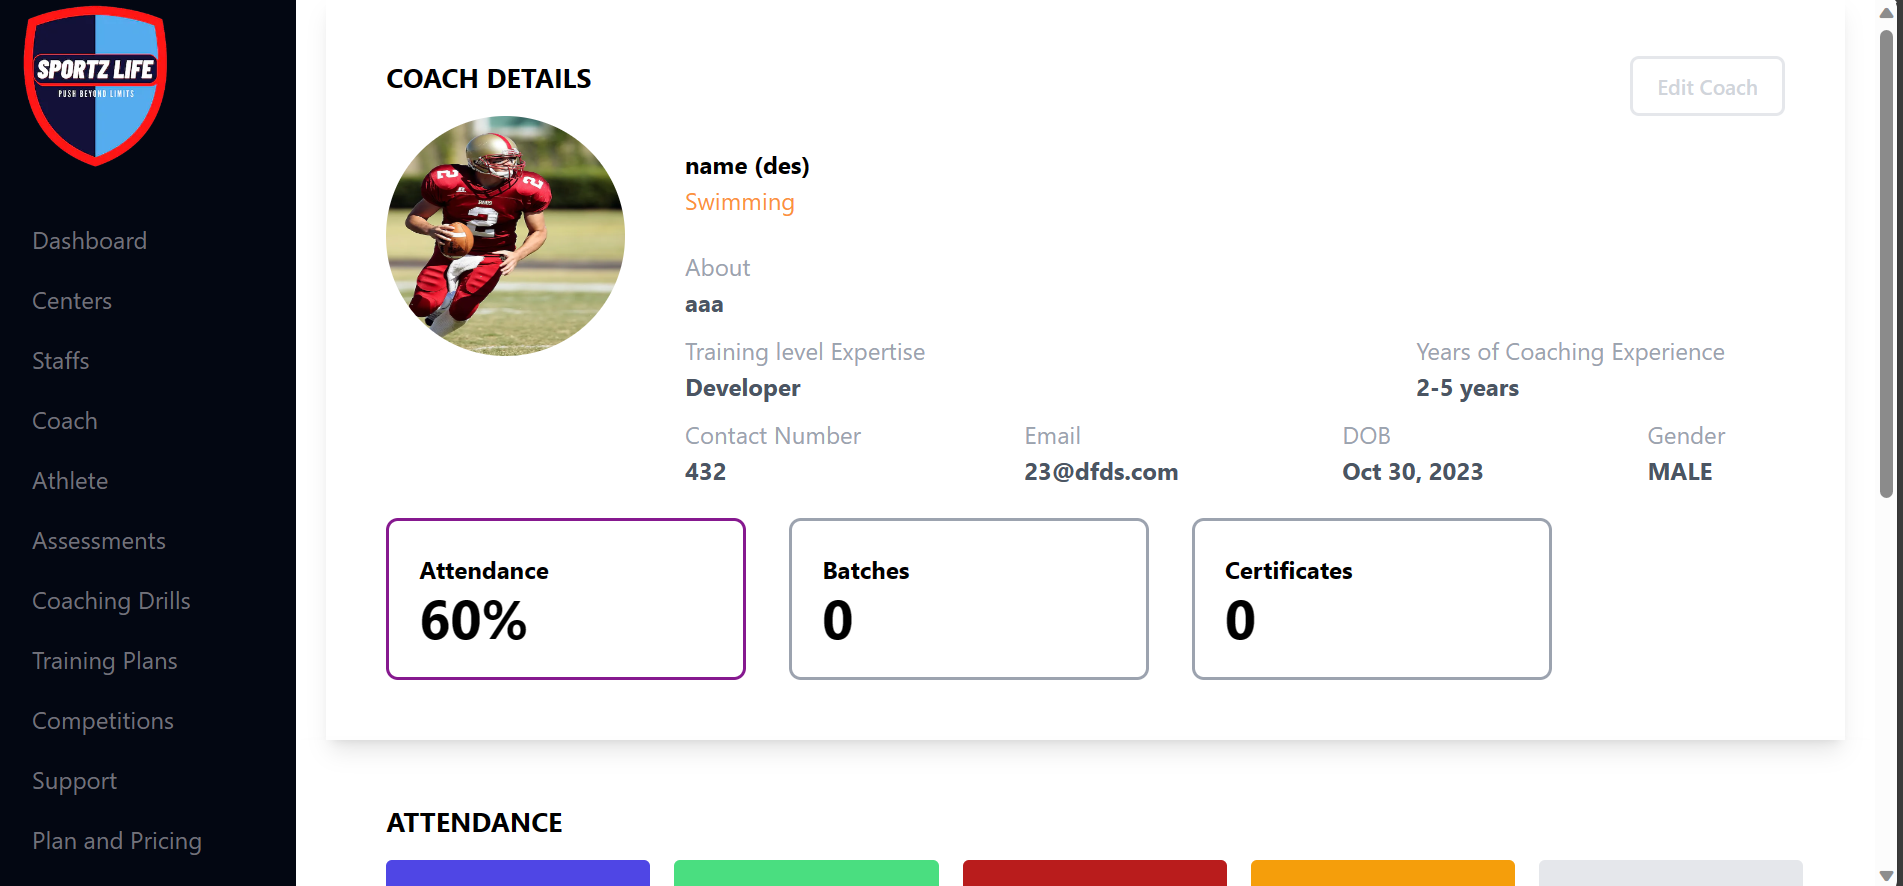 SPORTZ LIFE
PUSH BEYOND LIMITS
Dashboard
Centers
Staffs
Coach
Athlete
Assessments
Coaching Drills
Training Plans
Competitions
Support
Plan and Pricing
COACH DETAILS
Edit Coach
2
2
2
name (des)
Swimming
About
aaa
Training level Expertise
Developer
Years of Coaching Experience
2-5 years
Contact Number
432
Email
23@dfds.com
DOB
Oct 30, 2023
Gender
MALE
Attendance
60%
Batches
0
Certificates
0
ATTENDANCE